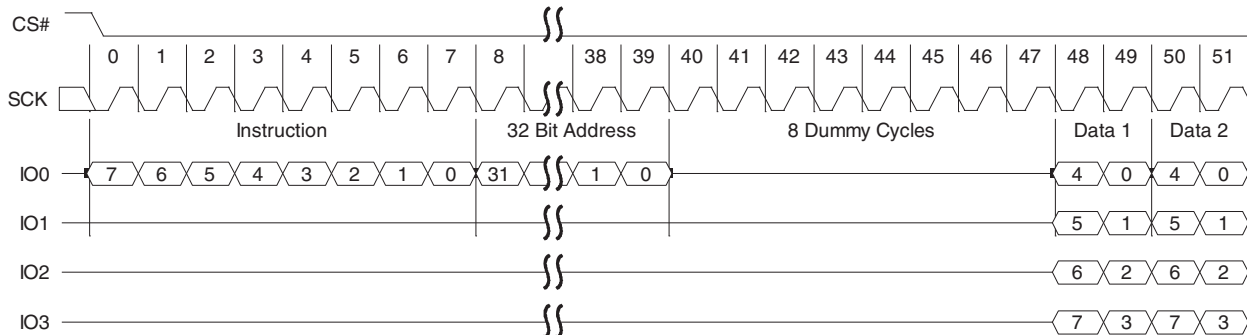 CS#
0 1 2 3 4 5 6 7 8 38 39 40 41 42 43 44 45 46 47 48 49 50 51
SCK
Instruction 32 Bit Address 8 Dummy Cycles Data 1 Data 2
IO0 7 6 5 4 3 2 1 0 31 1 0 4 0 4 0
IO1 5 1 5 1
IO2 6 2 6 2
IO3 7 3 7 3